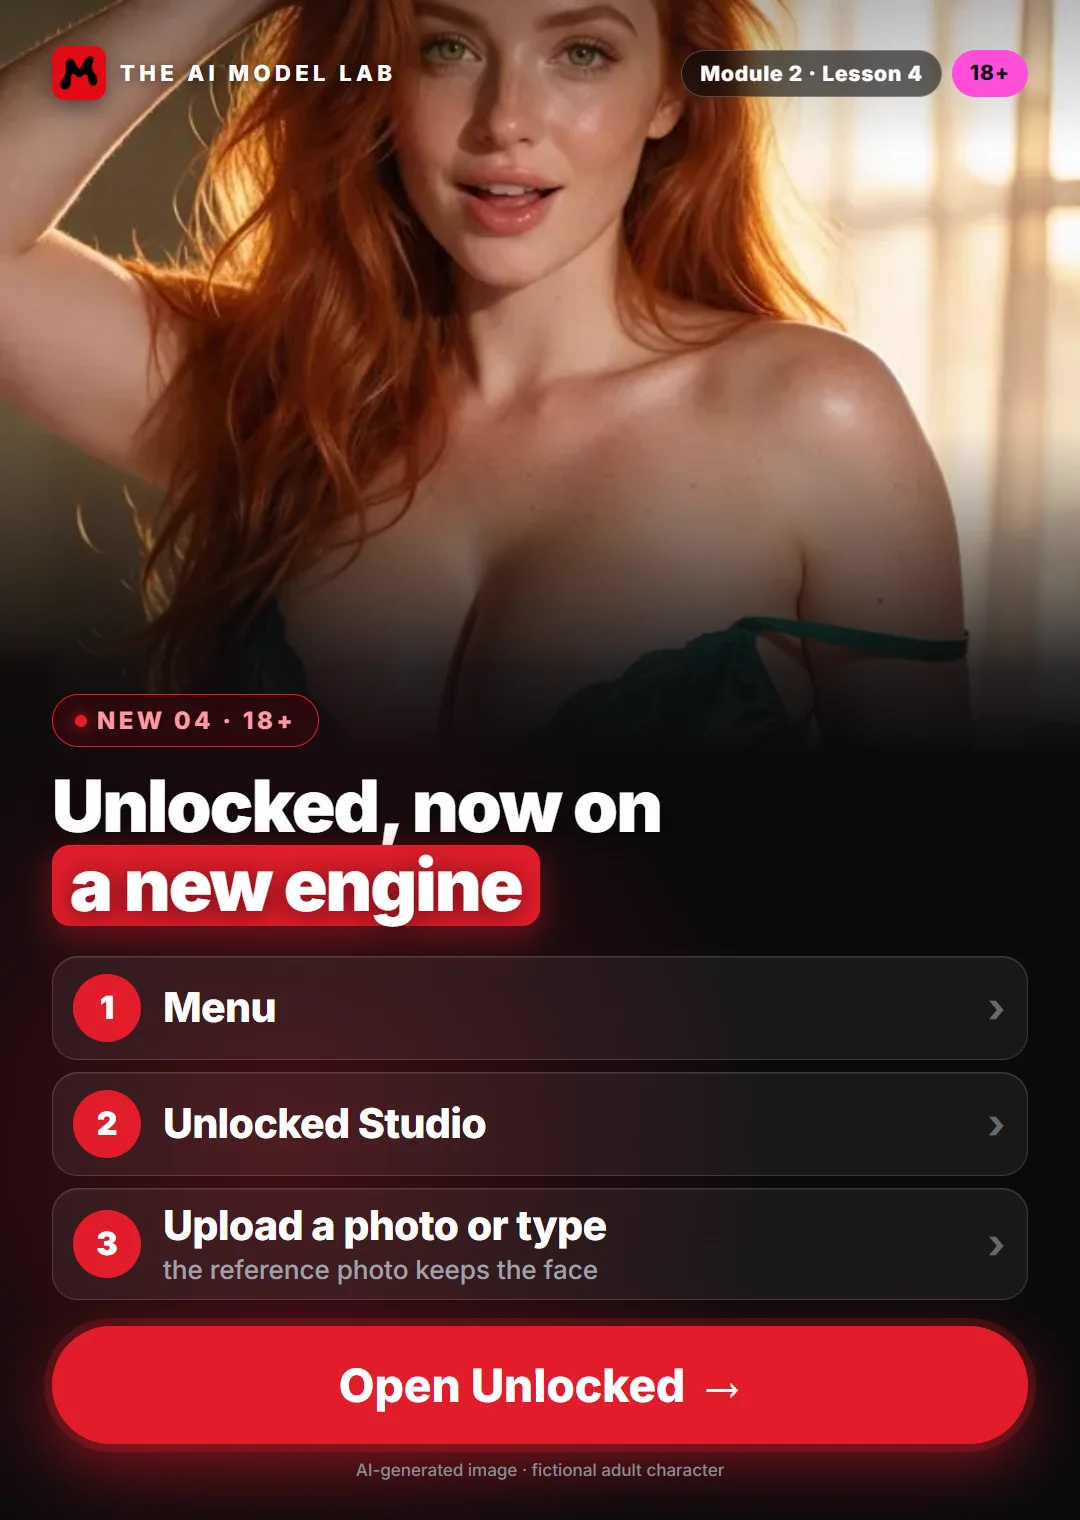 THE AI MODEL LAB
Module 2 · Lesson 4
18+
NEW 04 · 18+
Unlocked, now on
a new engine
1 Menu ›
2 Unlocked Studio ›
3 Upload a photo or type ›
the reference photo keeps the face
Open Unlocked →
AI-generated image · fictional adult character